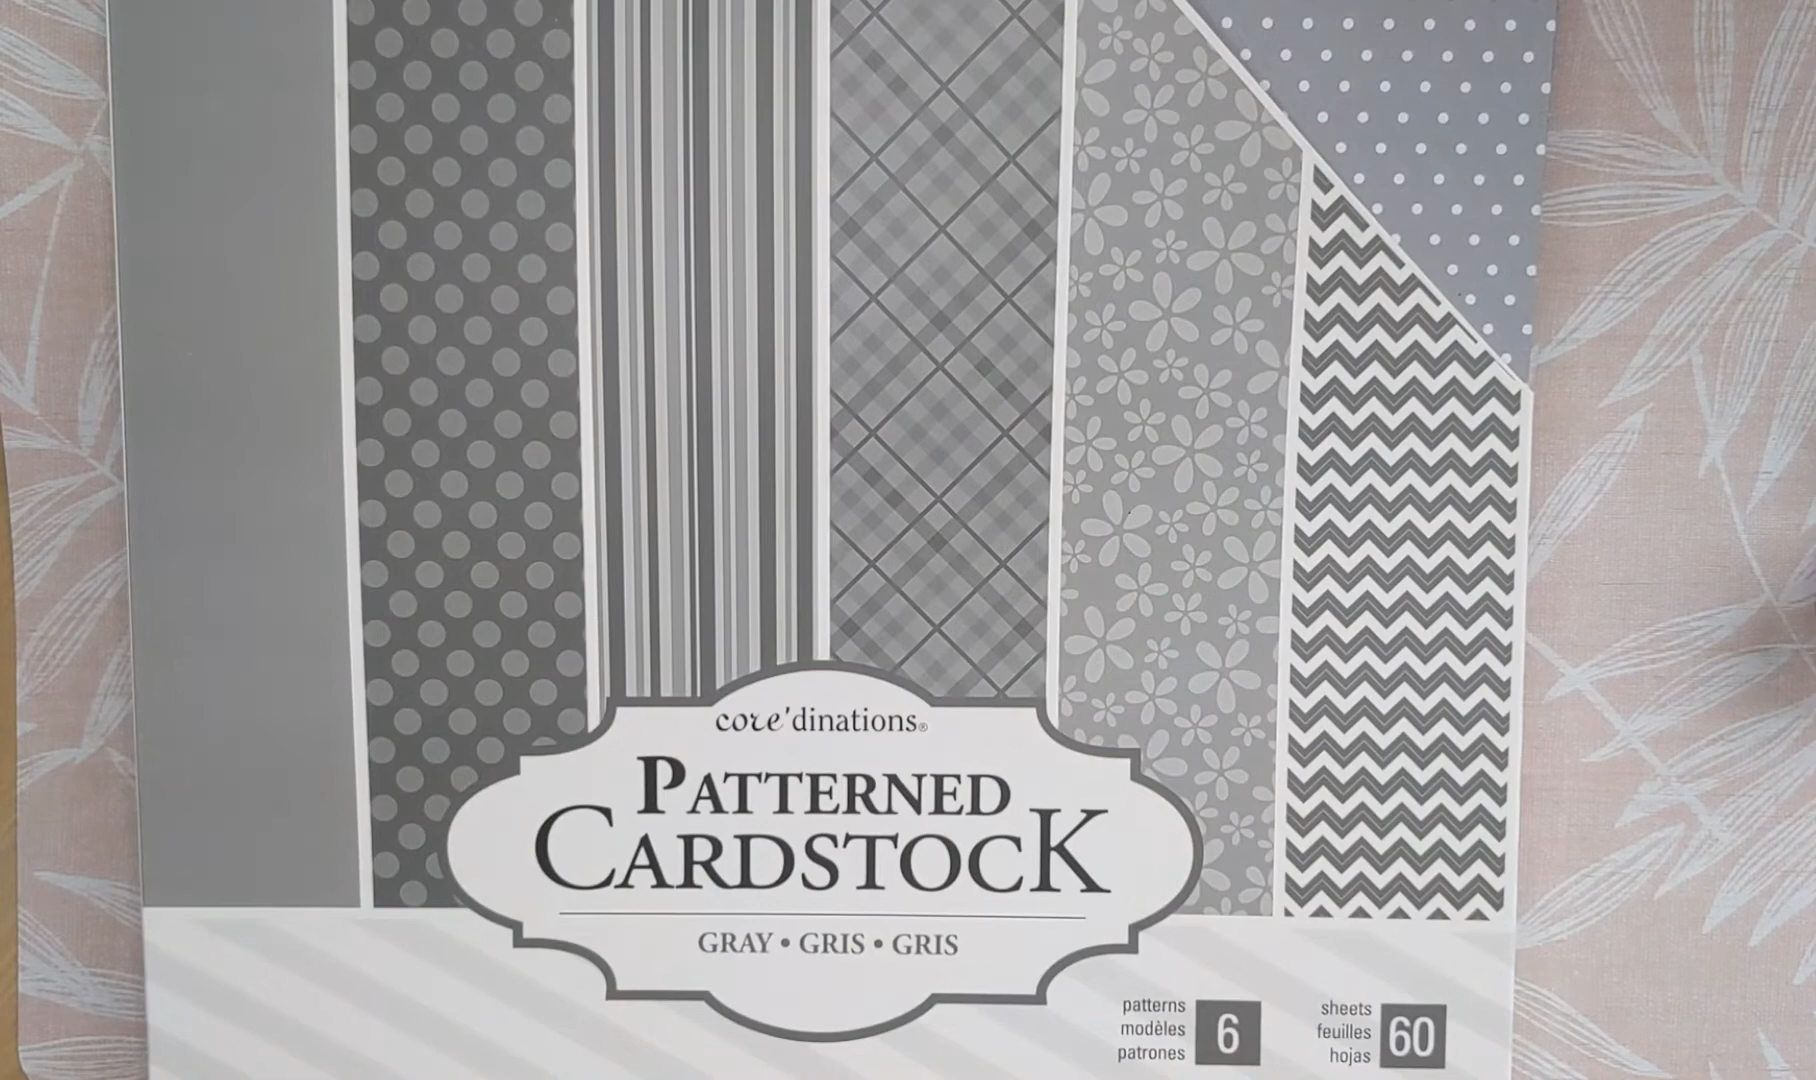 core'dinations®
PATTERNED
CARDSTOCK
GRAY • GRIS • GRIS
patterns
modèles
patrones
6
sheets
feuilles
hojas
60